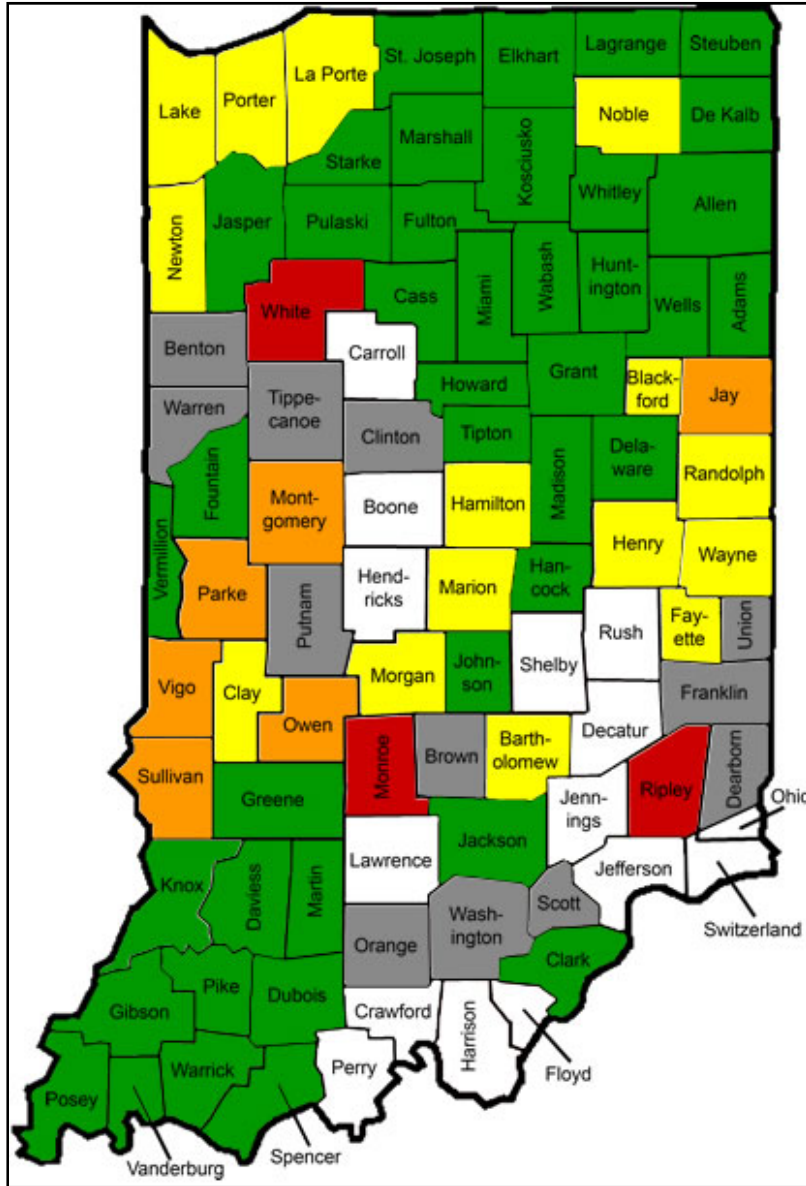 Lake
Porter
La Porte
St. Joseph
Elkhart
Lagrange
Steuben
Noble
De Kalb
Marshall
Starke
Kosciusko
Whitley
Allen
Newton
Jasper
Pulaski
Fulton
White
Cass
Miami
Wabash
Hunt-
ington
Wells
Adams
Benton
Carroll
Warren
Tippe-
canoe
Howard
Grant
Black-
ford
Jay
Clinton
Tipton
Madison
Dela-
ware
Randolph
Fountain
Vermillion
Mont-
gomery
Boone
Hamilton
Henry
Wayne
Parke
Putnam
Hend-
ricks
Marion
Han-
cock
Rush
Fay-
ette
Union
Vigo
Clay
Owen
Morgan
John-
son
Shelby
Franklin
Decatur
Sullivan
Greene
Monroe
Brown
Barth-
olomew
Jenn-
ings
Ripley
Dearborn
Ohio
Knox
Daviess
Martin
Lawrence
Jackson
Jefferson
Switzerland
Orange
Wash-
ington
Scott
Clark
Gibson
Pike
Dubois
Crawford
Harrison
Floyd
Perry
Posey
Warrick
Vanderburg
Spencer